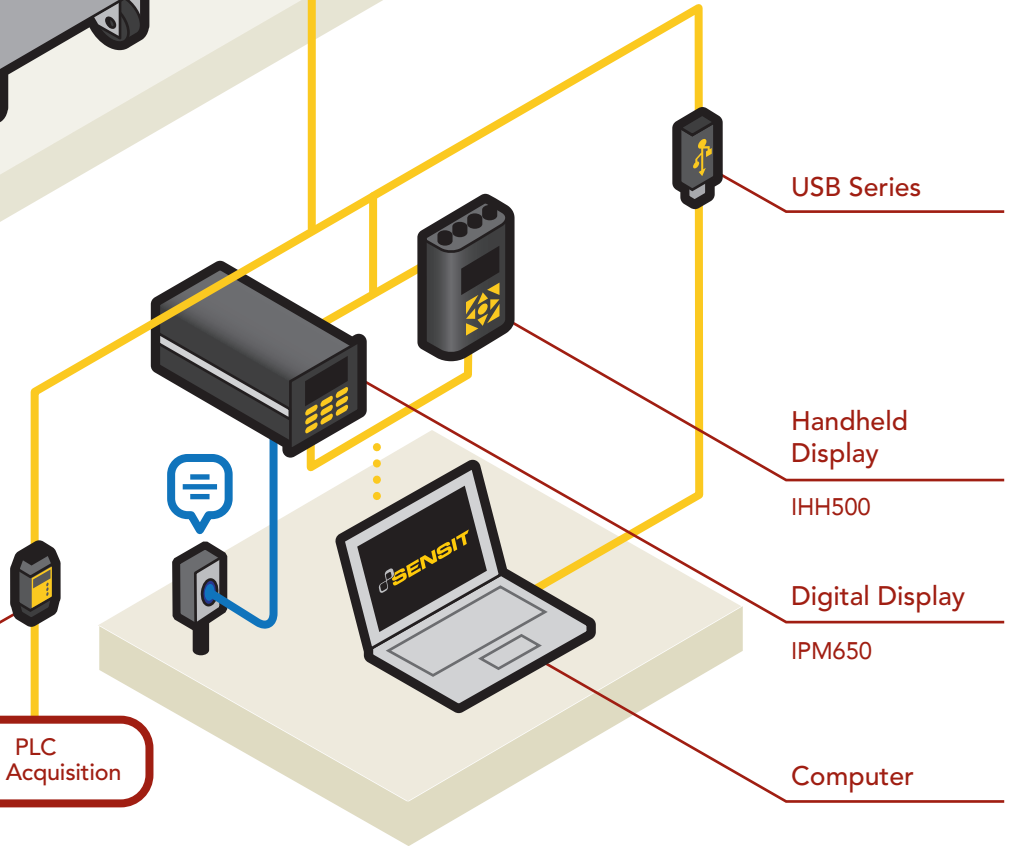 USB Series
Handheld
Display
IHH500
SENSIT
Digital Display
IPM650
PLC
Acquisition
Computer